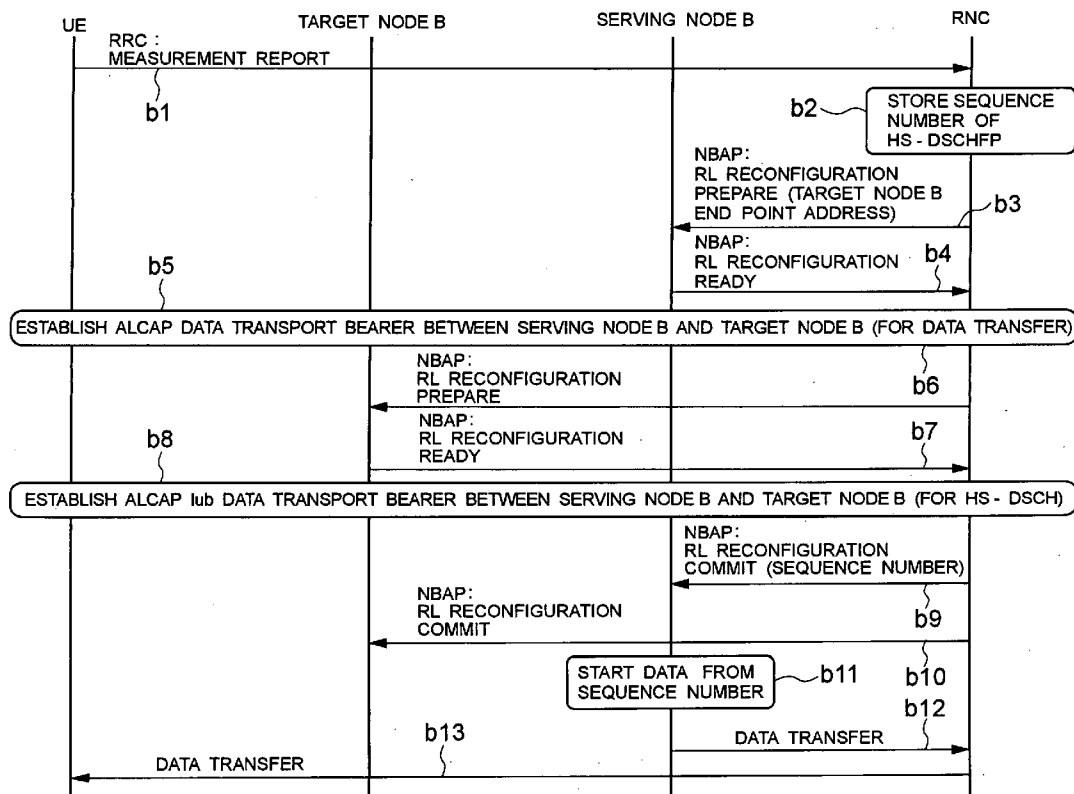 UE
TARGET NODE B
SERVING NODE B
RNC
RRC :
MEASUREMENT REPORT
b1
b2
STORE SEQUENCE
NUMBER OF
HS - DSCHFP
NBAP:
RL RECONFIGURATION
PREPARE (TARGET NODE B
END POINT ADDRESS)
b3
NBAP:
RL RECONFIGURATION
READY
b4
b5
ESTABLISH ALCAP DATA TRANSPORT BEARER BETWEEN SERVING NODE B AND TARGET NODE B (FOR DATA TRANSFER)
NBAP:
RL RECONFIGURATION
PREPARE
b6
NBAP:
RL RECONFIGURATION
READY
b7
b8
ESTABLISH ALCAP Iub DATA TRANSPORT BEARER BETWEEN SERVING NODE B AND TARGET NODE B (FOR HS - DSCH)
NBAP:
RL RECONFIGURATION
COMMIT (SEQUENCE NUMBER)
b9
NBAP:
RL RECONFIGURATION
COMMIT
b10
START DATA FROM
SEQUENCE NUMBER
b11
b12
DATA TRANSFER
b13
DATA TRANSFER